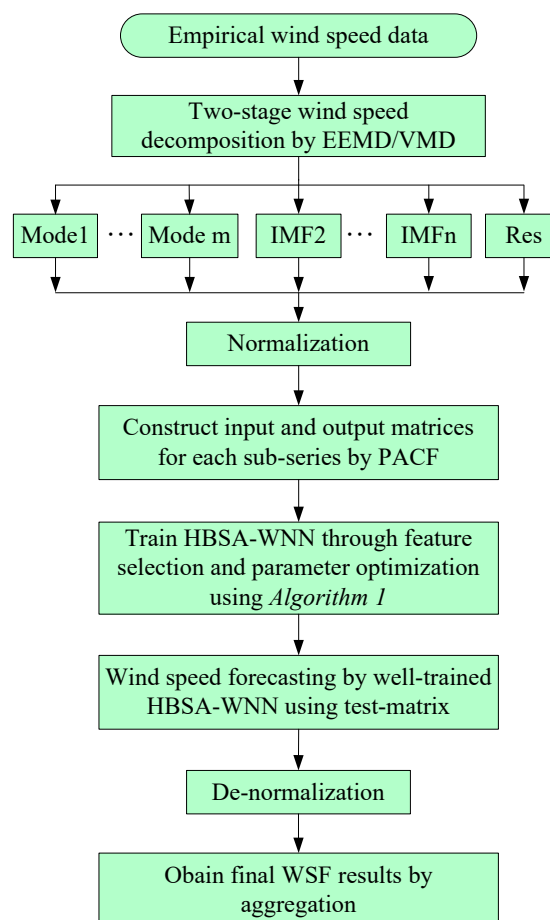 Empirical wind speed data
Two-stage wind speed
decomposition by EEMD/VMD
Mode1 ··· Mode m IMF2 ··· IMFn Res
Normalization
Construct input and output matrices
for each sub-series by PACF
Train HBSA-WNN through feature
selection and parameter optimization
using Algorithm 1
Wind speed forecasting by well-trained
HBSA-WNN using test-matrix
De-normalization
Obain final WSF results by
aggregation